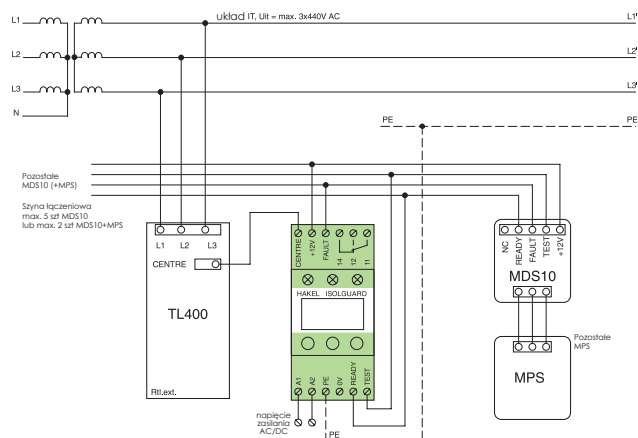 układ IT, Uit = max. 3x440V AC
L1
L1'
L2
L2'
L3
L3'
N
PE
PE
Pozostałe
MDS10 (+MPS)
Szyna łączeniowa
max. 5 szt MDS10
lub max. 2 szt MDS10+MPS
L1 L2 L3
CENTRE
TL400
Rtl.ext.
CENTRE
+12V
FAULT
14
12
11
HAKEL ISOLGUARD
A1
A2
PE
0V
READY
TEST
napięcie
zasilania
AC/DC
PE
NC
READY
FAULT
TEST
+12V
MDS10
Pozostałe
MPS
MPS